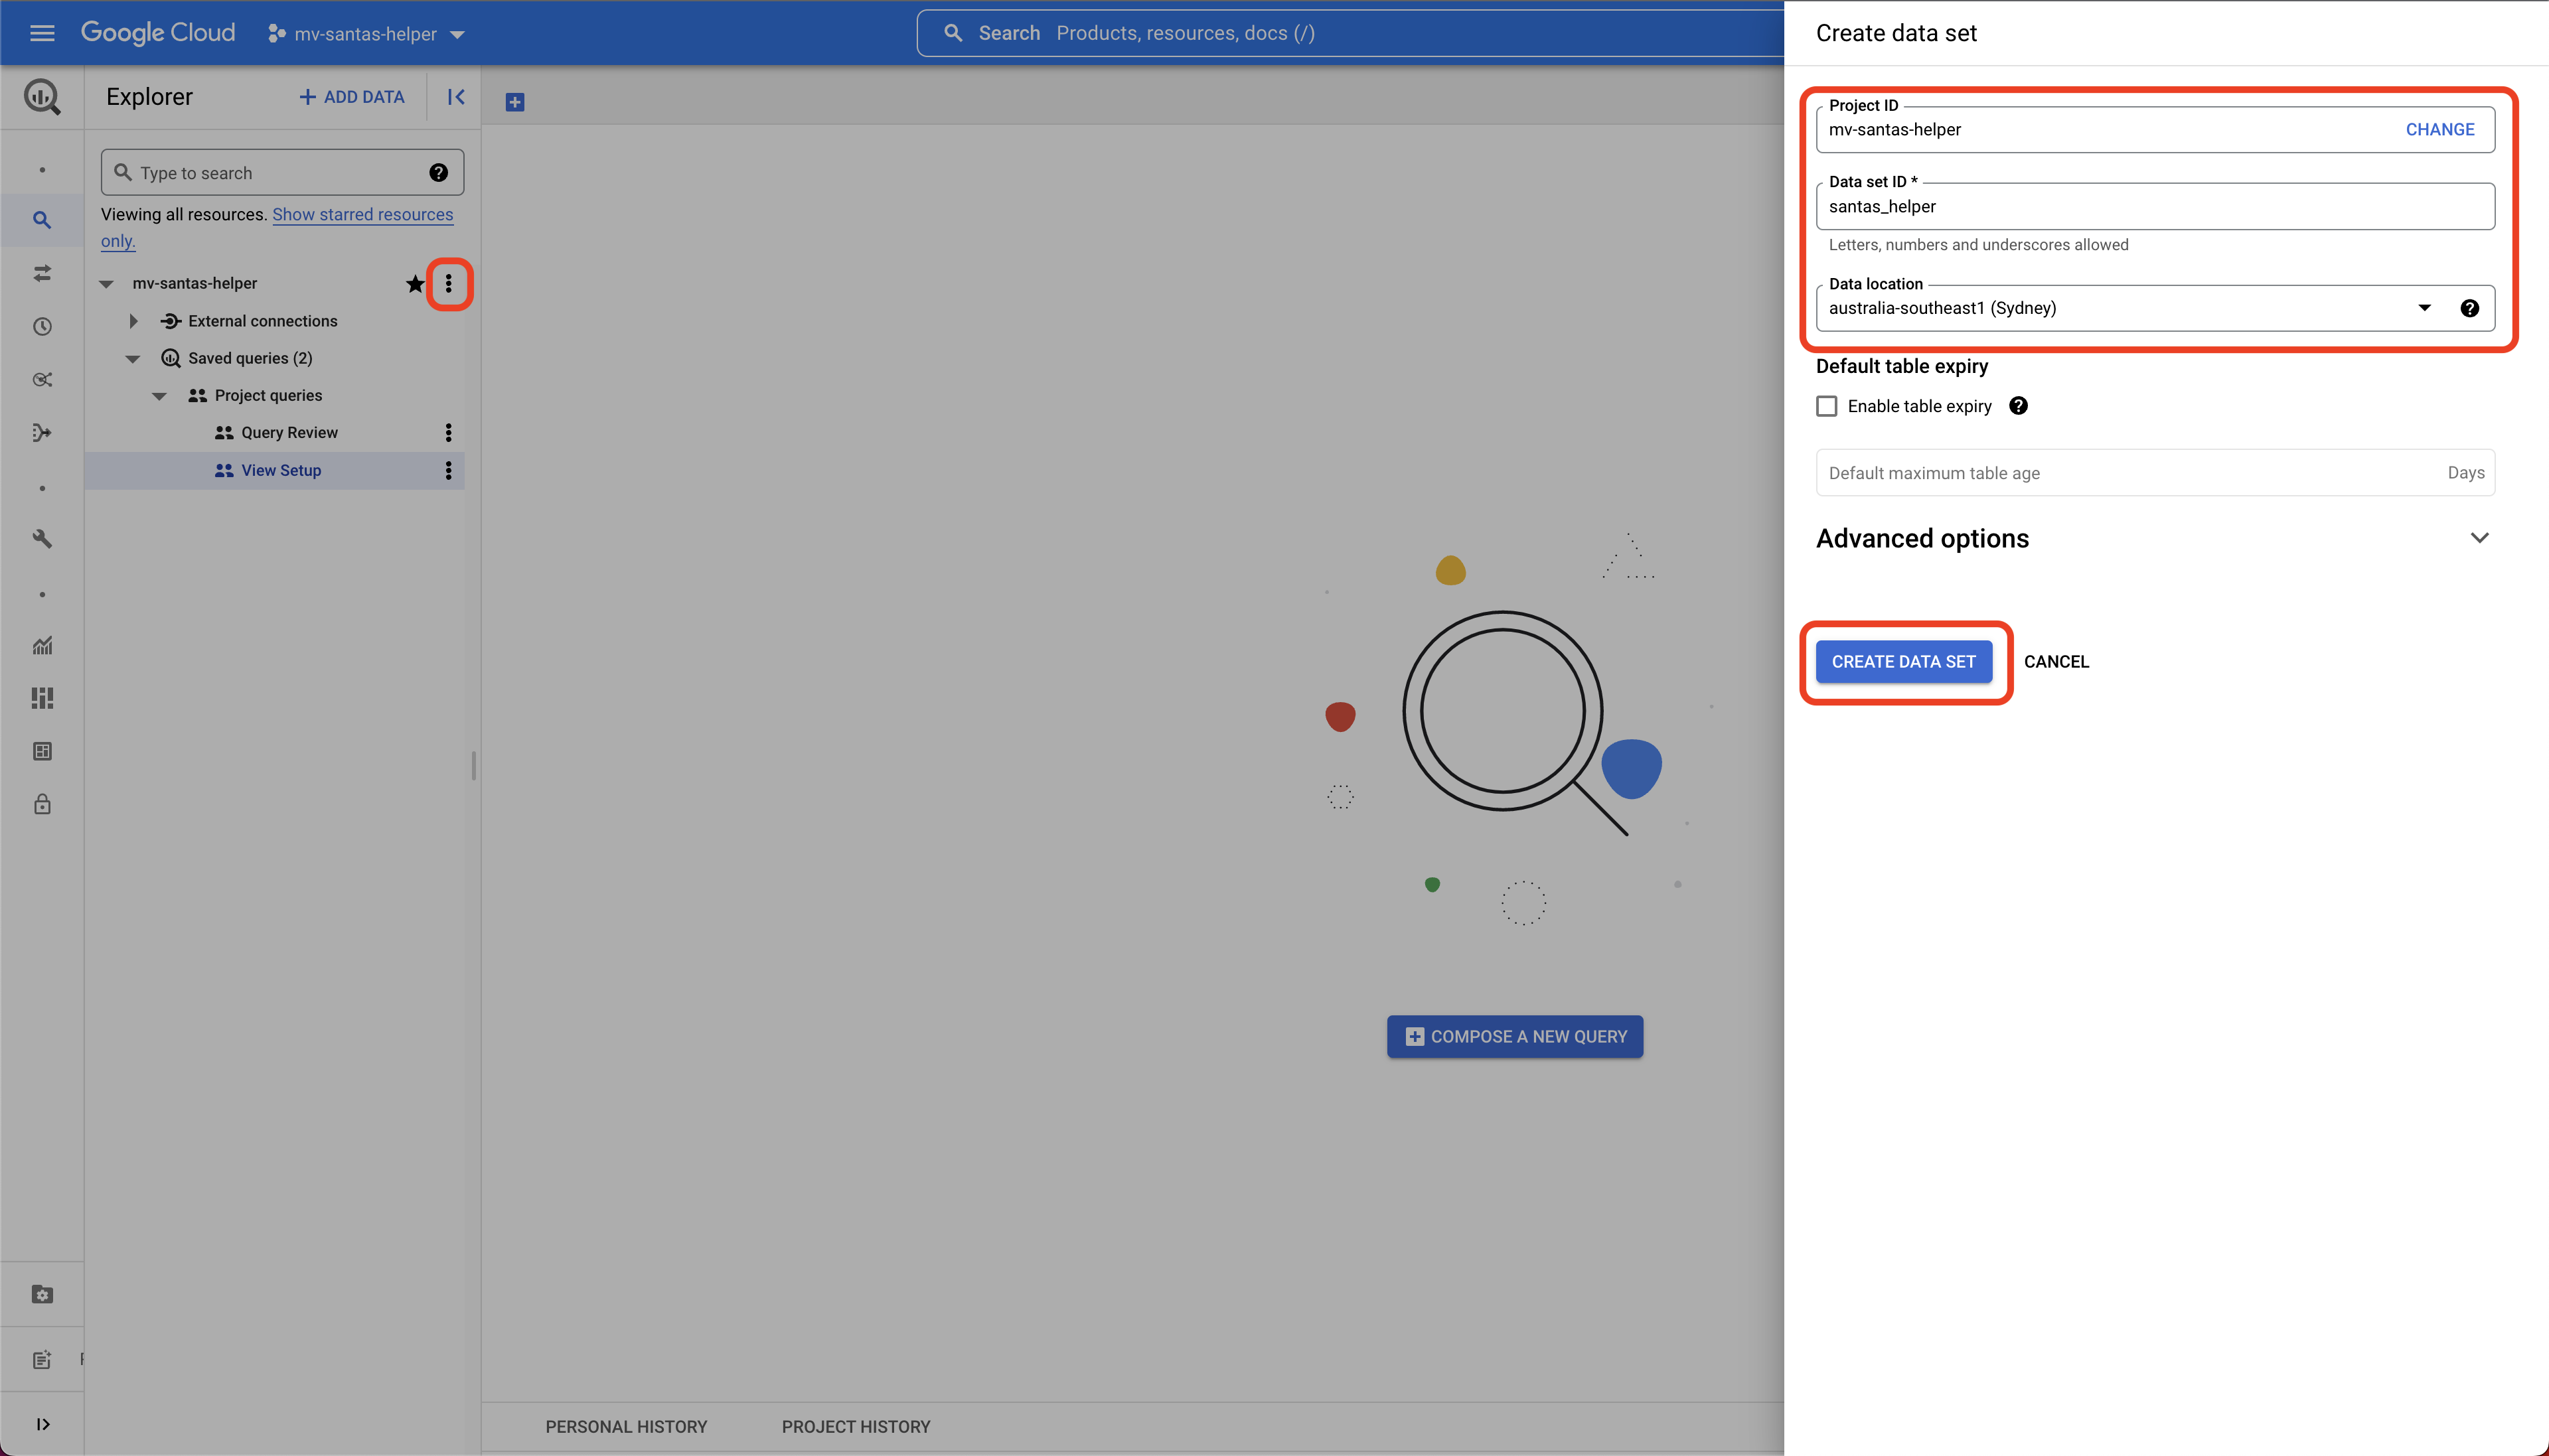 Google Cloud
mv-santas-helper
Search Products, resources, docs (/)
Explorer
ADD DATA
Type to search
Viewing all resources. Show starred resources
only.
mv-santas-helper
External connections
Saved queries (2)
Project queries
Query Review
View Setup
COMPOSE A NEW QUERY
PERSONAL HISTORY
PROJECT HISTORY
Create data set
Project ID
mv-santas-helper
CHANGE
Data set ID *
santas_helper
Letters, numbers and underscores allowed
Data location
australia-southeast1 (Sydney)
Default table expiry
Enable table expiry
Default maximum table age
Days
Advanced options
CREATE DATA SET
CANCEL